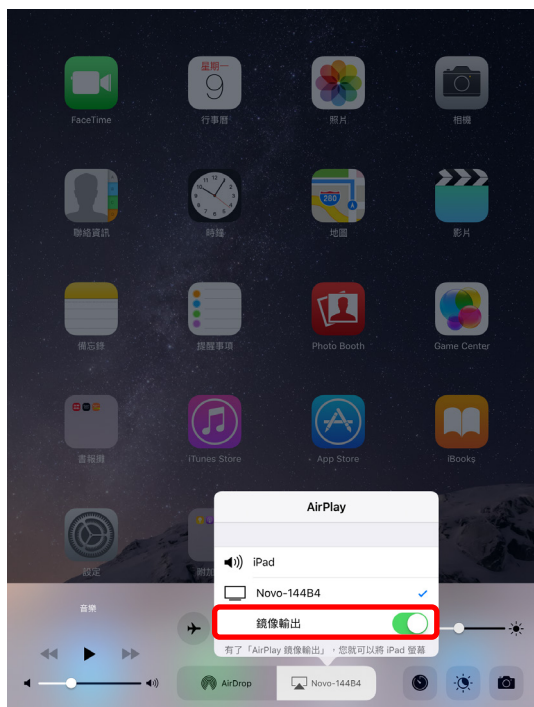 星期一
9
FaceTime
行事曆
照片
相機
12
280
聯絡資訊
時鐘
地圖
影片
備忘錄
提醒事項
Photo Booth
Game Center
書報攤
iTunes Store
App Store
iBooks
設定
附加
AirPlay
iPad
Novo-144B4
鏡像輸出
有了「AirPlay 鏡像輸出」，您就可以將 iPad 螢幕
音樂
AirDrop
Novo-144B4